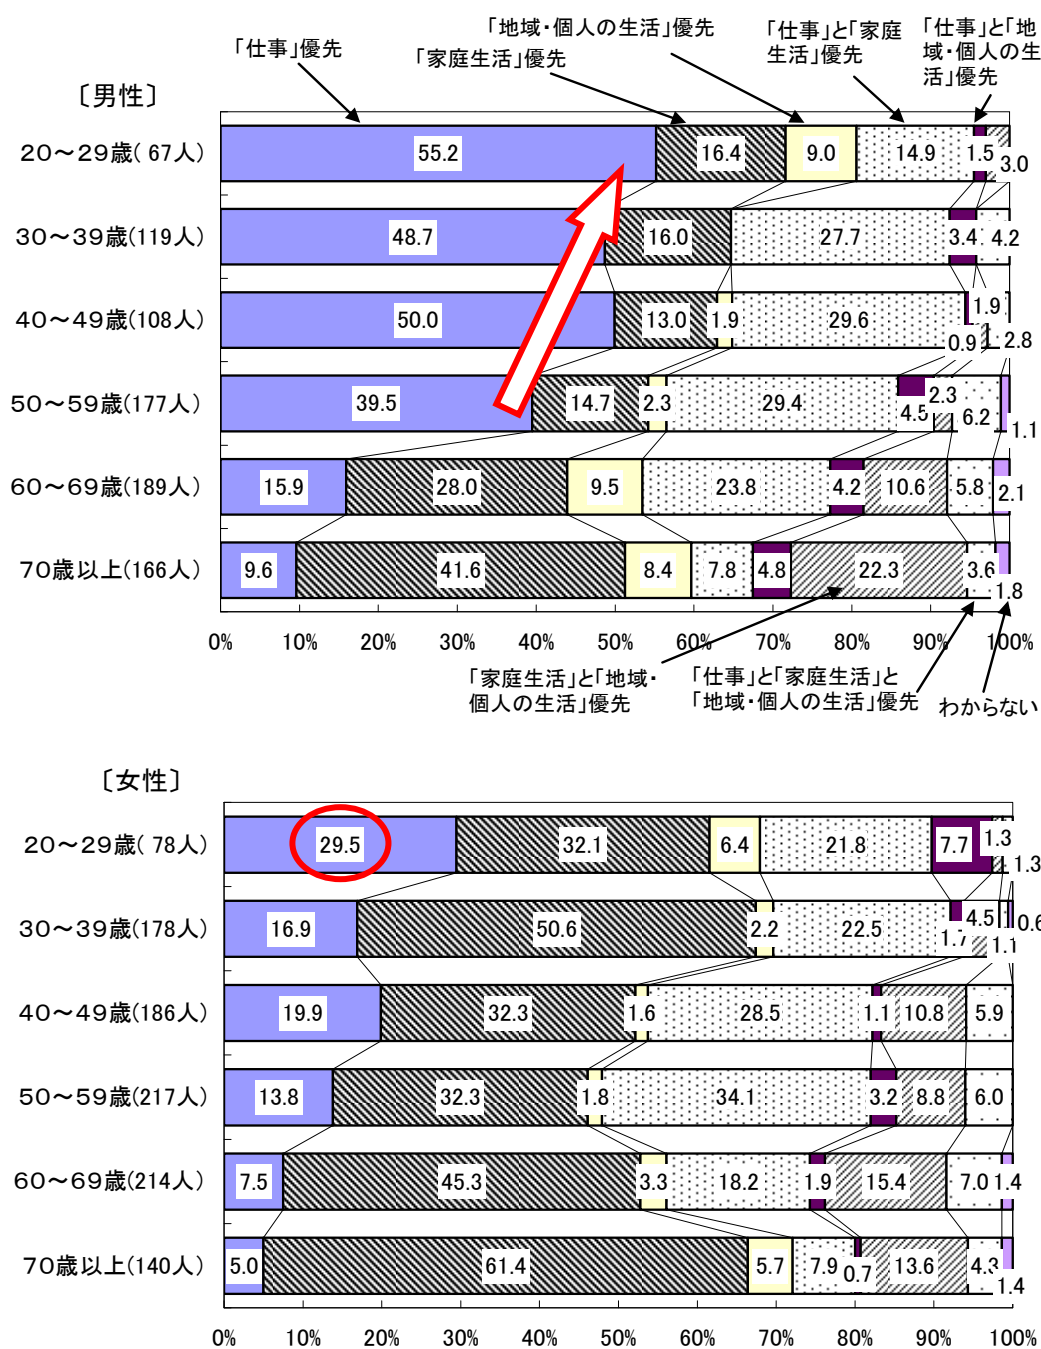 「地域・個人の生活」優先
「仕事」と「家庭
生活」優先
「仕事」と「地
域・個人の生
活」優先
「仕事」優先
「家庭生活」優先
〔男性〕
20～29歳( 67人) 55.2 16.4 9.0 14.9 1.5 3.0
30～39歳(119人) 48.7 16.0 27.7 3.4 4.2
40～49歳(108人) 50.0 13.0 1.9 29.6 0.9 1.9 2.8
50～59歳(177人) 39.5 14.7 2.3 29.4 4.5 2.3 6.2 1.1
60～69歳(189人) 15.9 28.0 9.5 23.8 4.2 10.6 5.8 2.1
70歳以上(166人) 9.6 41.6 8.4 7.8 4.8 22.3 3.6 1.8
0% 10% 20% 30% 40% 50% 60% 70% 80% 90% 100%
「家庭生活」と「地域・
個人の生活」優先
「仕事」と「家庭生活」と
「地域・個人の生活」優先
わからない
〔女性〕
20～29歳( 78人) 29.5 32.1 6.4 21.8 7.7 1.3 1.3
30～39歳(178人) 16.9 50.6 2.2 22.5 1.7 4.5 1.1 0.6
40～49歳(186人) 19.9 32.3 1.6 28.5 1.1 10.8 5.9
50～59歳(217人) 13.8 32.3 1.8 34.1 3.2 8.8 6.0
60～69歳(214人) 7.5 45.3 3.3 18.2 1.9 15.4 7.0 1.4
70歳以上(140人) 5.0 61.4 5.7 7.9 0.7 13.6 4.3 1.4
0% 10% 20% 30% 40% 50% 60% 70% 80% 90% 100%